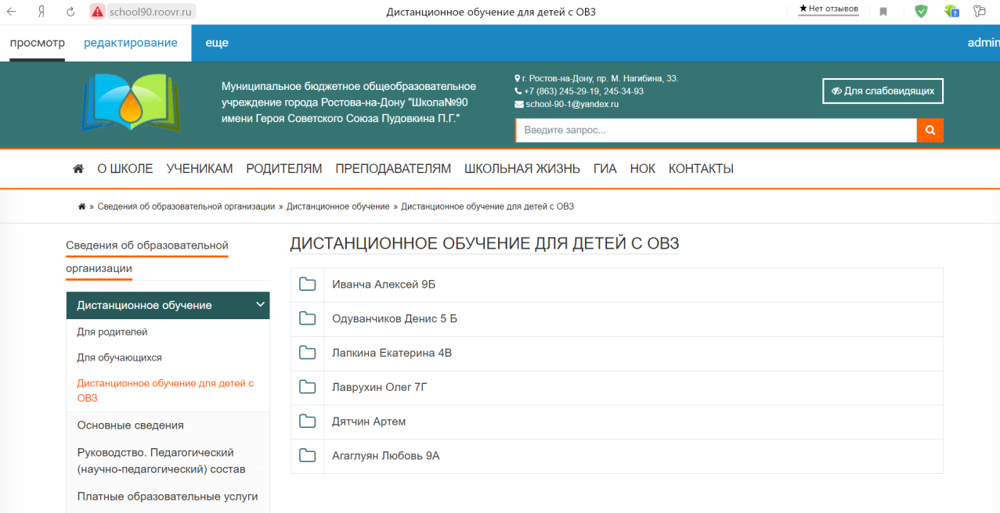 school90.roovr.ru
Дистанционное обучение для детей с ОВЗ
★ Нет отзывов
просмотр редактирование еще
admin
Муниципальное бюджетное общеобразовательное
учреждение города Ростова-на-Дону "Школа№90
имени Героя Советского Союза Пудовкина П.Г."
г. Ростов-на-Дону, пр. М. Нагибина, 33.
+7 (863) 245-29-19, 245-34-93
school-90-1@yandex.ru
Для слабовидящих
Введите запрос...
О ШКОЛЕ УЧЕНИКАМ РОДИТЕЛЯМ ПРЕПОДАВАТЕЛЯМ ШКОЛЬНАЯ ЖИЗНЬ ГИА НОК КОНТАКТЫ
» Сведения об образовательной организации » Дистанционное обучение » Дистанционное обучение для детей с ОВЗ
Сведения об образовательной
организации
Дистанционное обучение
Для родителей
Для обучающихся
Дистанционное обучение для детей с
ОВЗ
Основные сведения
Руководство. Педагогический
(научно-педагогический) состав
Платные образовательные услуги
ДИСТАНЦИОННОЕ ОБУЧЕНИЕ ДЛЯ ДЕТЕЙ С ОВЗ
Иванча Алексей 9Б
Одуванчиков Денис 5 Б
Лапкина Екатерина 4В
Лаврухин Олег 7Г
Дятчин Артем
Агаглуян Любовь 9А